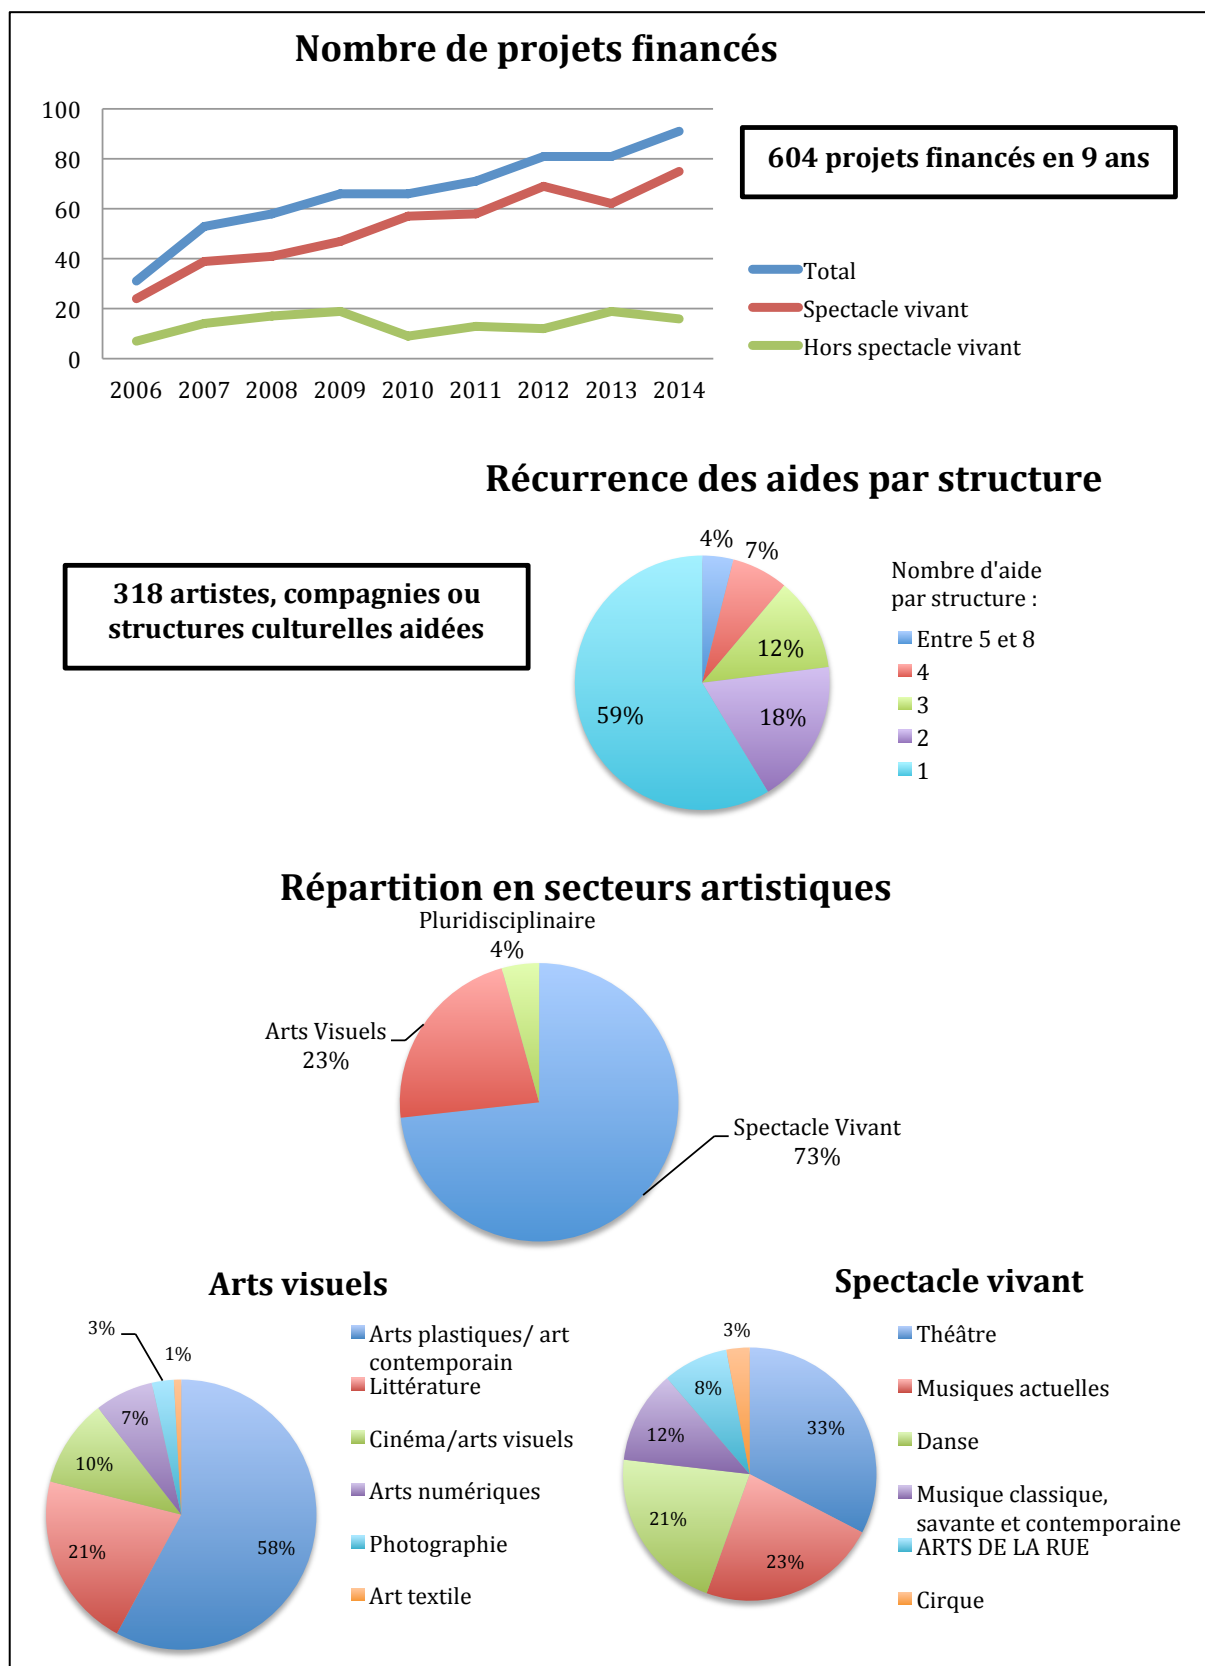 Nombre de projets financés
100
80
60
40
20
0
2006 2007 2008 2009 2010 2011 2012 2013 2014
604 projets financés en 9 ans
Total
Spectacle vivant
Hors spectacle vivant
Récurrence des aides par structure
318 artistes, compagnies ou
structures culturelles aidées
4%
7%
12%
18%
59%
Nombre d'aide
par structure :
Entre 5 et 8
4
3
2
1
Répartition en secteurs artistiques
Pluridisciplinaire
4%
Arts Visuels
23%
Spectacle Vivant
73%
Arts visuels
3%
1%
7%
10%
21%
58%
Arts plastiques/ art
contemporain
Littérature
Cinéma/arts visuels
Arts numériques
Photographie
Art textile
Spectacle vivant
3%
8%
12%
21%
23%
33%
Théâtre
Musiques actuelles
Danse
Musique classique,
savante et contemporaine
ARTS DE LA RUE
Cirque